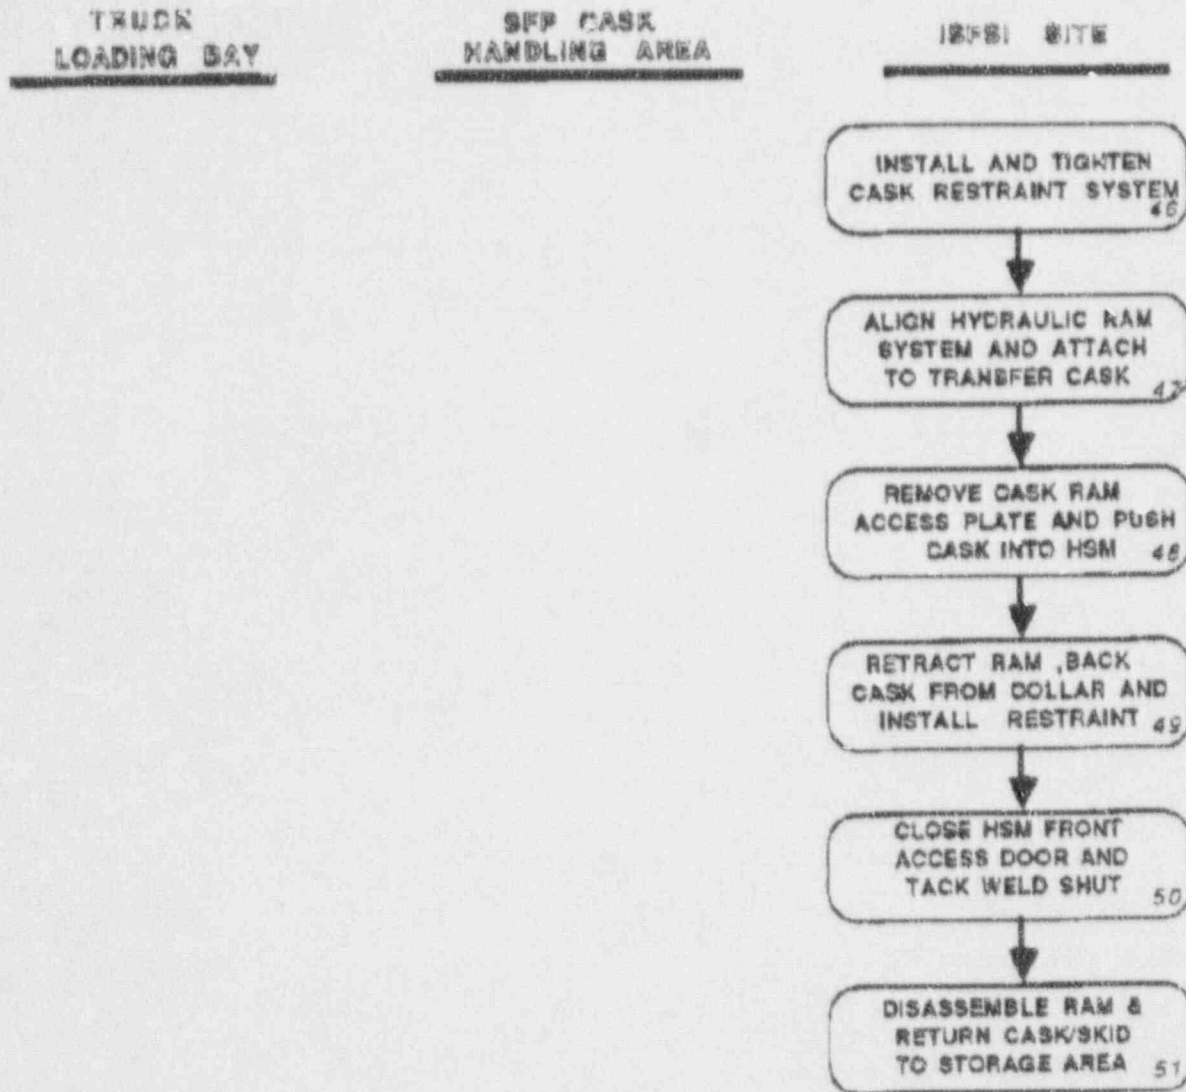 TRUCK
LOADING BAY
SFP CASK
HANDLING AREA
ISFSI SITE
INSTALL AND TIGHTEN
CASK RESTRAINT SYSTEM
46
ALIGN HYDRAULIC RAM
SYSTEM AND ATTACH
TO TRANSFER CASK 47
REMOVE CASK RAM
ACCESS PLATE AND PUSH
CASK INTO HSM 48
RETRACT RAM ,BACK
CASK FROM DOLLAR AND
INSTALL RESTRAINT 49
CLOSE HSM FRONT
ACCESS DOOR AND
TACK WELD SHUT 50
DISASSEMBLE RAM &
RETURN CASK/SKID
TO STORAGE AREA 51